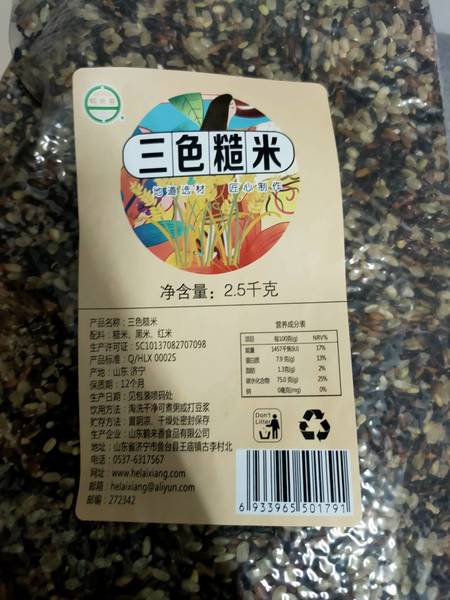 三色糙米
地道选材 匠心制作
净含量：2.5千克
产品名称：三色糙米
配料：糙米、黑米、红米
生产许可证：SC10137082707098
产品标准：Q/HLX 0002S
产地：山东 济宁
保质期：12个月
生产日期：见包装喷码处
饮用方法：淘洗干净可煮粥或打豆浆
贮存方法：置阴凉、干燥处密封保存
生产企业：山东鹤来香食品有限公司
地址：山东省济宁市鱼台县王庙镇古李村北
电话：0537-6317567
网址：www.helaixiang.com
邮箱：helaixiang@aliyun.com
邮编：272342
营养成分表
项目 每100克(g) NRV%
能量 1457千焦(kJ) 17%
蛋白质 7.9 克(g) 13%
脂肪 1.3克(g) 2%
碳水化合物 75.0 克(g) 25%
钠 0毫克(mg) 0%
Don't
Litter
6 933965 501791